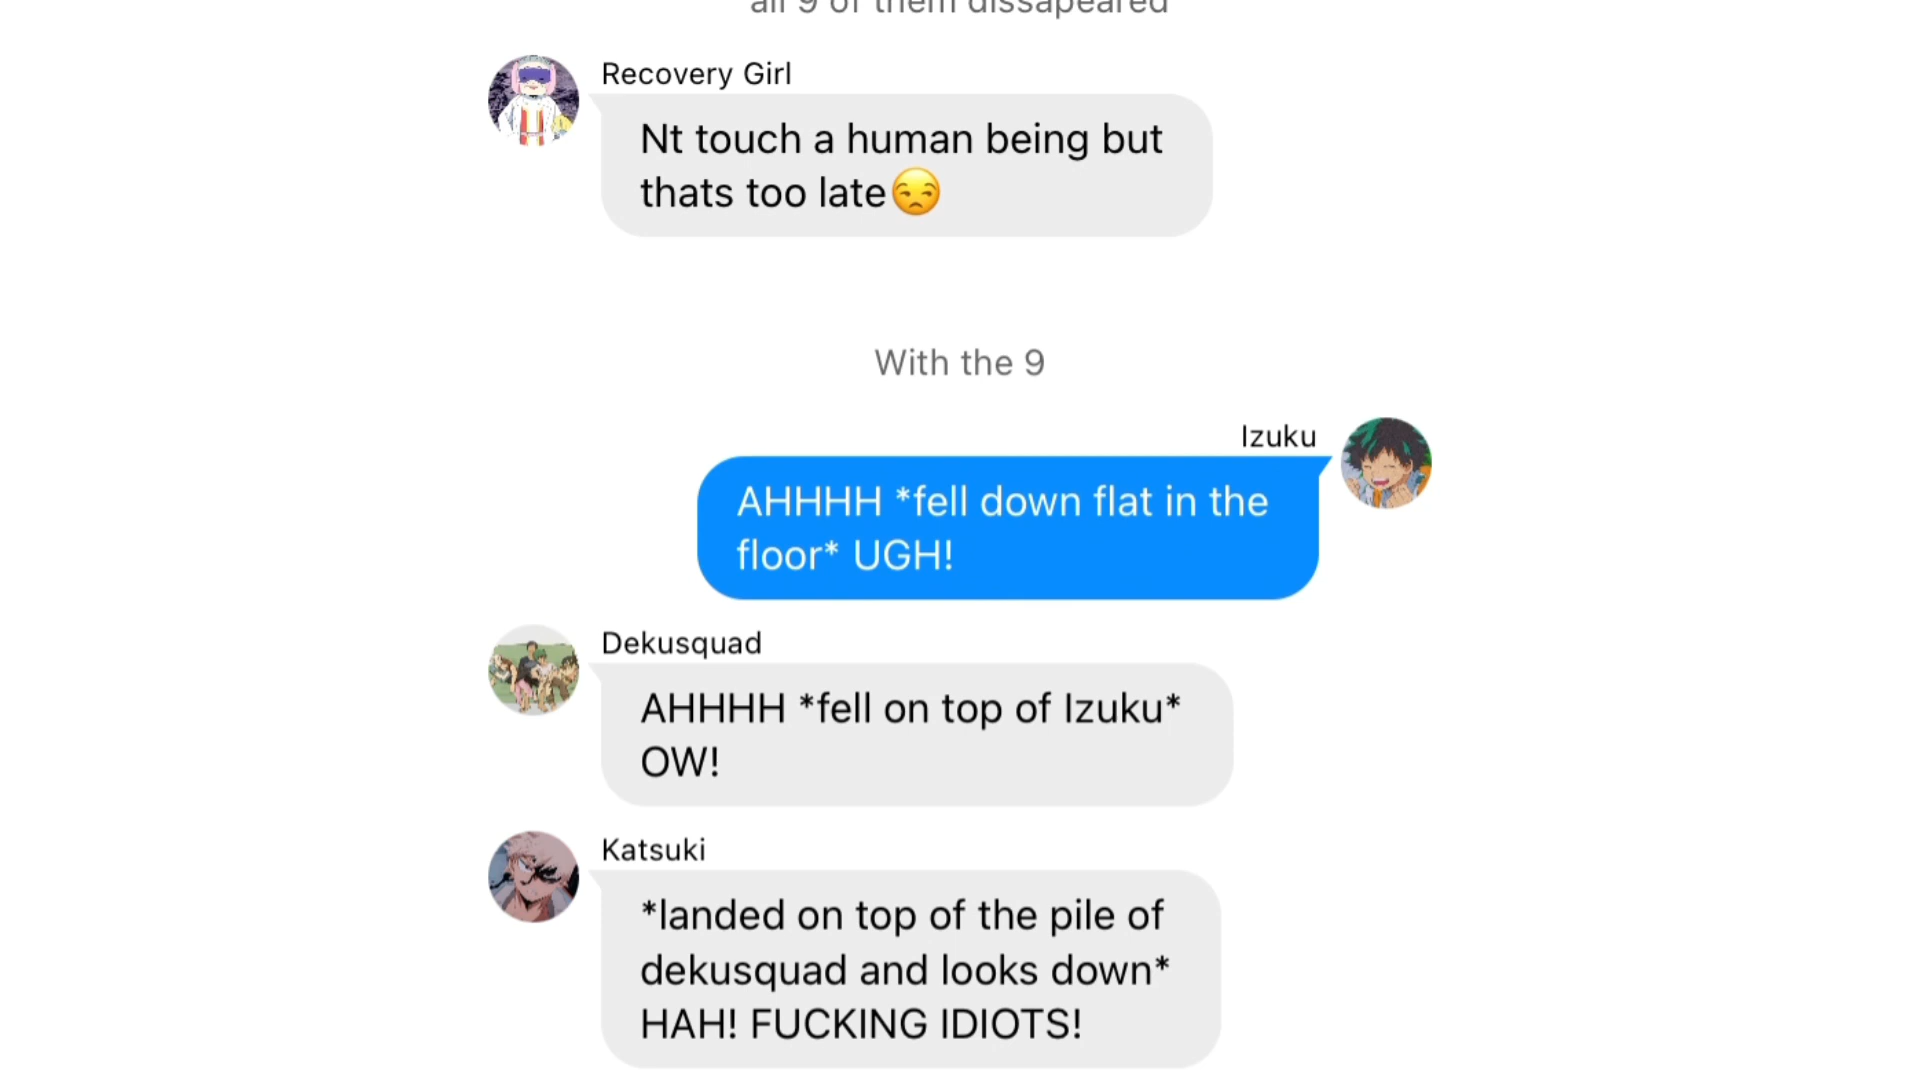 all 9 of them dissapeared
Recovery Girl
Nt touch a human being but
thats too late😒
With the 9
Izuku
AHHHH *fell down flat in the
floor* UGH!
Dekusquad
AHHHH *fell on top of Izuku*
OW!
Katsuki
*landed on top of the pile of
dekusquad and looks down*
HAH! FUCKING IDIOTS!